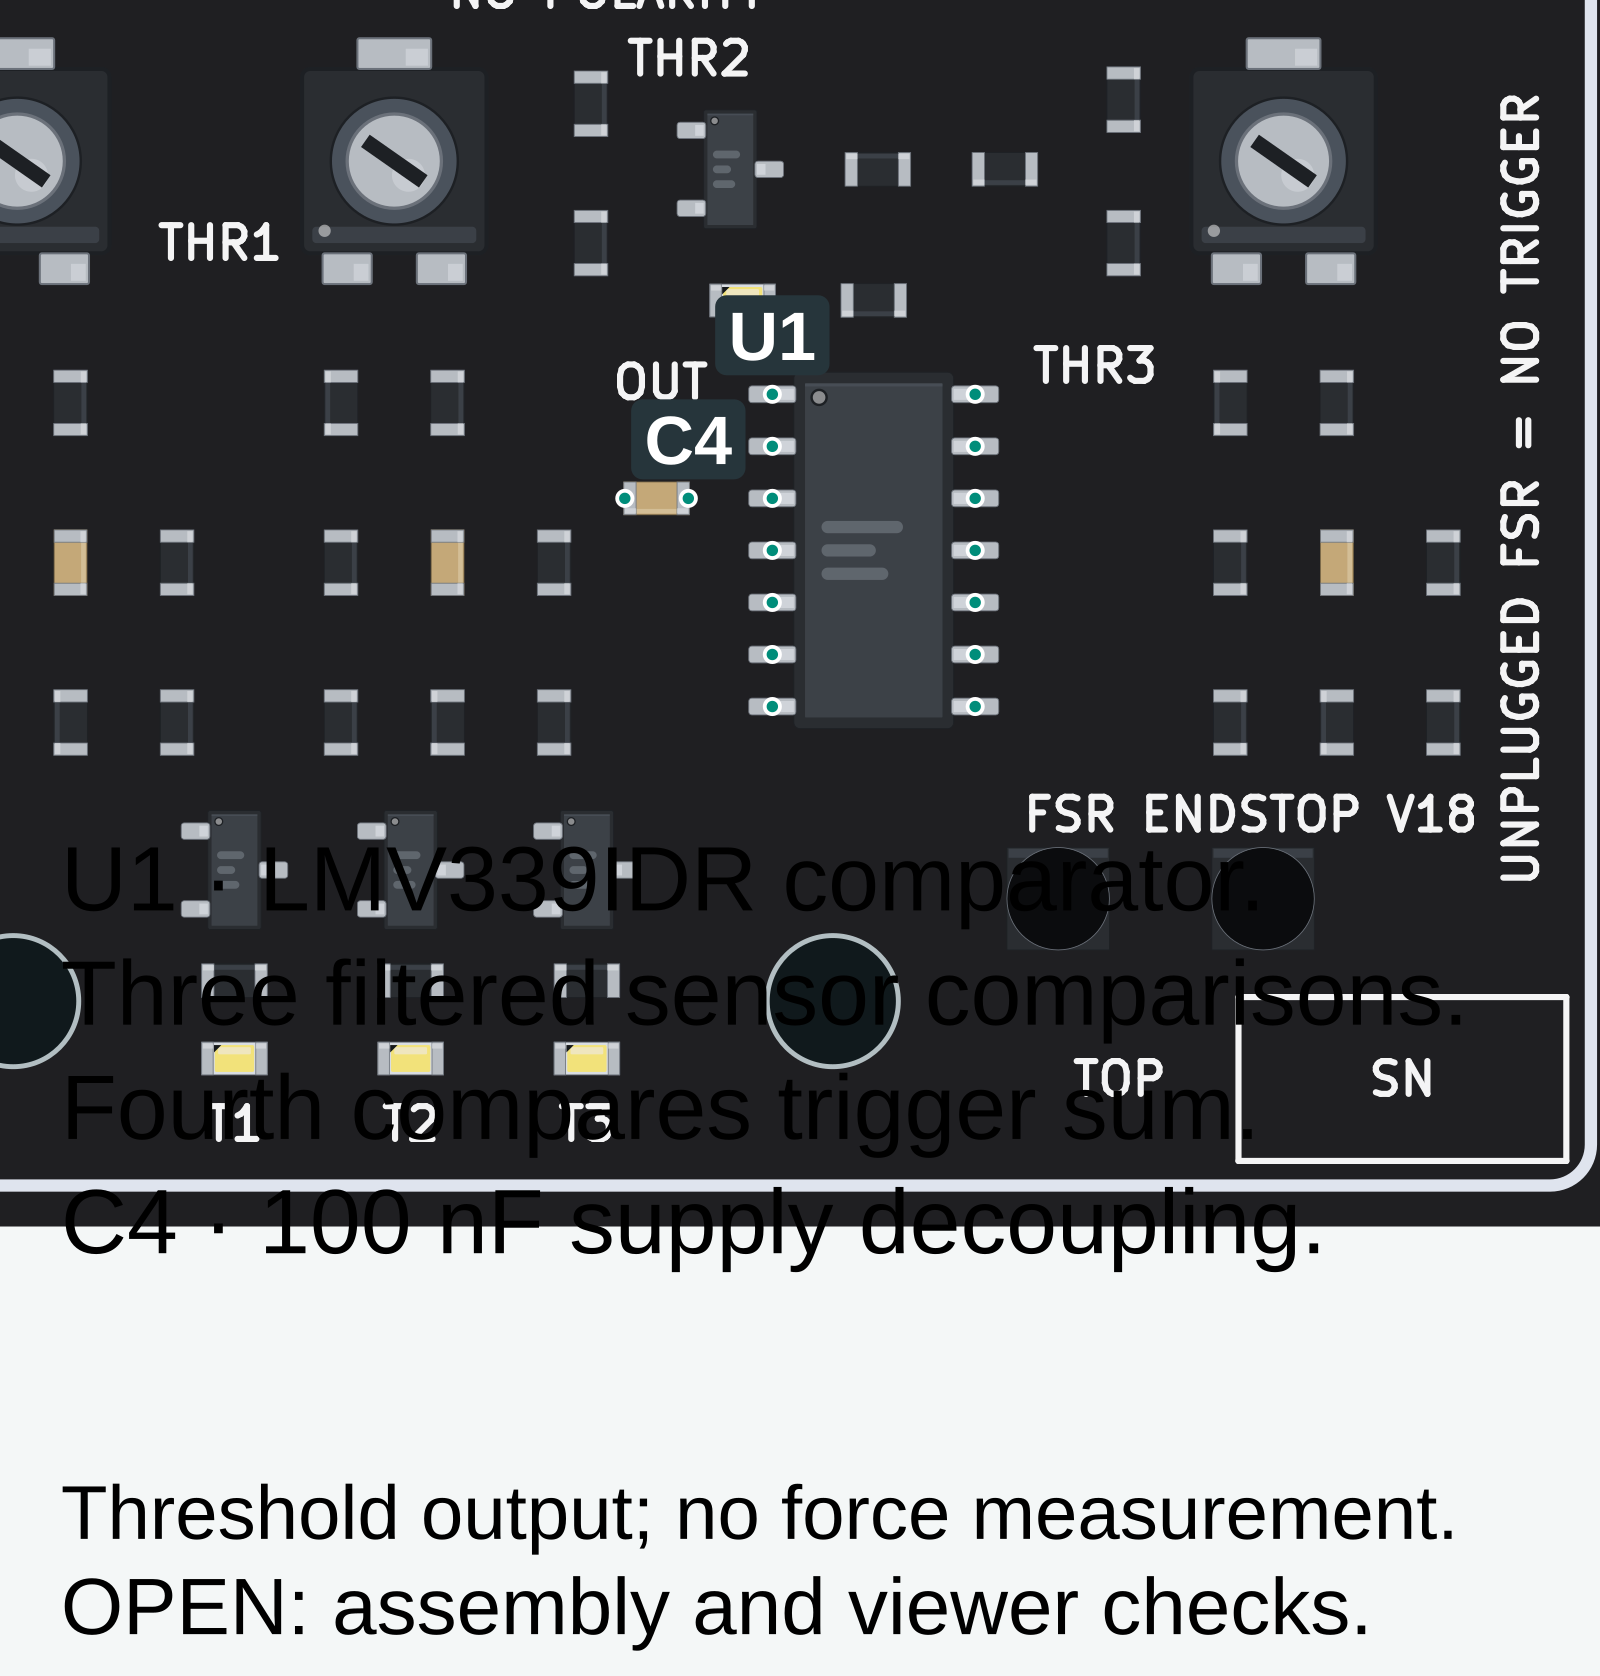 NO POLARITY
THR2
THR1
UNPLUGGED FSR = NO TRIGGER
U1
THR3
OUT
C4
FSR ENDSTOP V18
U1 · LMV339IDR comparator.
Three filtered sensor comparisons.
TOP
SN
Fourth compares trigger sum.
T1
T2
T3
C4 · 100 nF supply decoupling.
Threshold output; no force measurement.
OPEN: assembly and viewer checks.